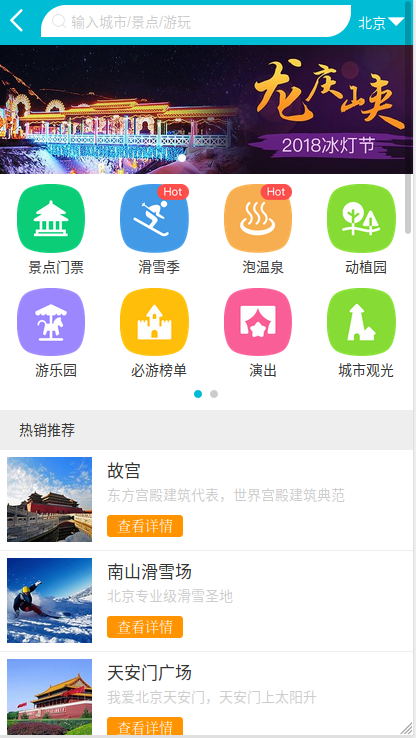 输入城市/景点/游玩
北京
龙庆峡
2018冰灯节
Hot
Hot
景点门票
滑雪季
泡温泉
动植园
游乐园
必游榜单
演出
城市观光
热销推荐
故宫
东方宫殿建筑代表，世界宫殿建筑典范
查看详情
南山滑雪场
北京专业级滑雪圣地
查看详情
天安门广场
我爱北京天安门，天安门上太阳升
查看详情